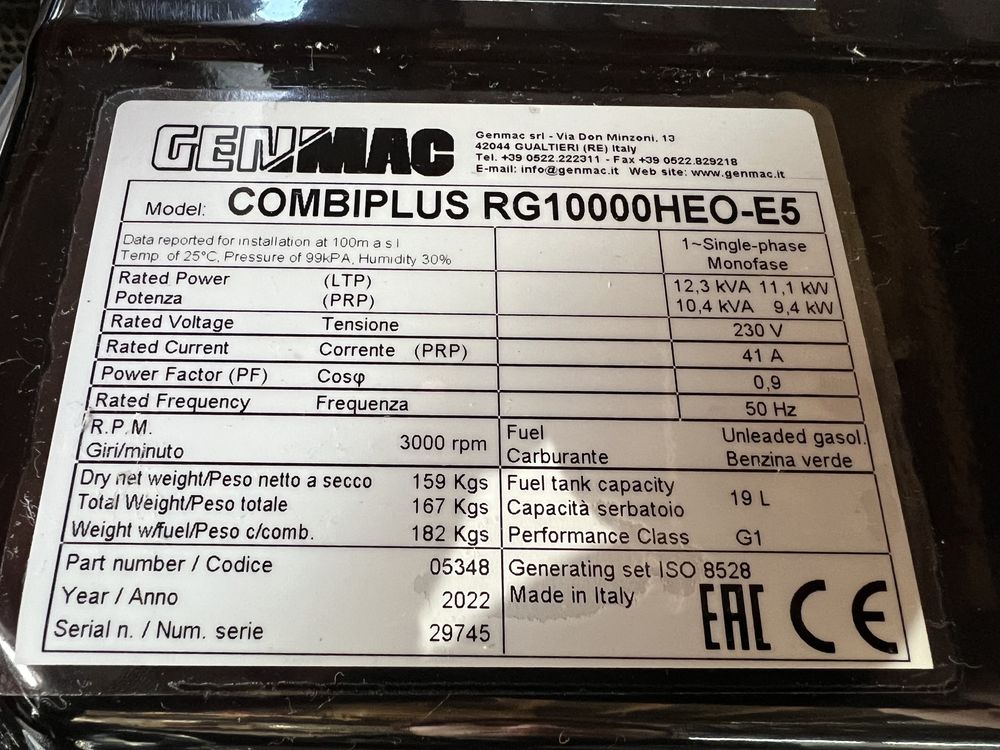 GENMAC
Genmac srl - Via Don Minzoni, 13
42044 GUALTIERI (RE) Italy
Tel. +39 0522.222311 - Fax +39 0522.829218
E-mail: info@genmac.it Web site: www.genmac.it
Model: COMBIPLUS RG10000HEO-E5
Data reported for installation at 100m a s l
Temp of 25°C, Pressure of 99kPA, Humidity 30%
1~Single-phase
Monofase
Rated Power (LTP) 12,3 kVA 11,1 kW
Potenza (PRP) 10,4 kVA 9,4 kW
Rated Voltage Tensione 230 V
Rated Current Corrente (PRP) 41 A
Power Factor (PF) Cosφ 0,9
Rated Frequency Frequenza 50 Hz
R.P.M.
Giri/minuto 3000 rpm
Fuel Unleaded gasol.
Carburante Benzina verde
Dry net weight/Peso netto a secco 159 Kgs
Total Weight/Peso totale 167 Kgs
Weight w/fuel/Peso c/comb. 182 Kgs
Fuel tank capacity
Capacità serbatoio 19 L
Performance Class G1
Part number / Codice 05348
Year / Anno 2022
Serial n. / Num. serie 29745
Generating set ISO 8528
Made in Italy
EAC CE